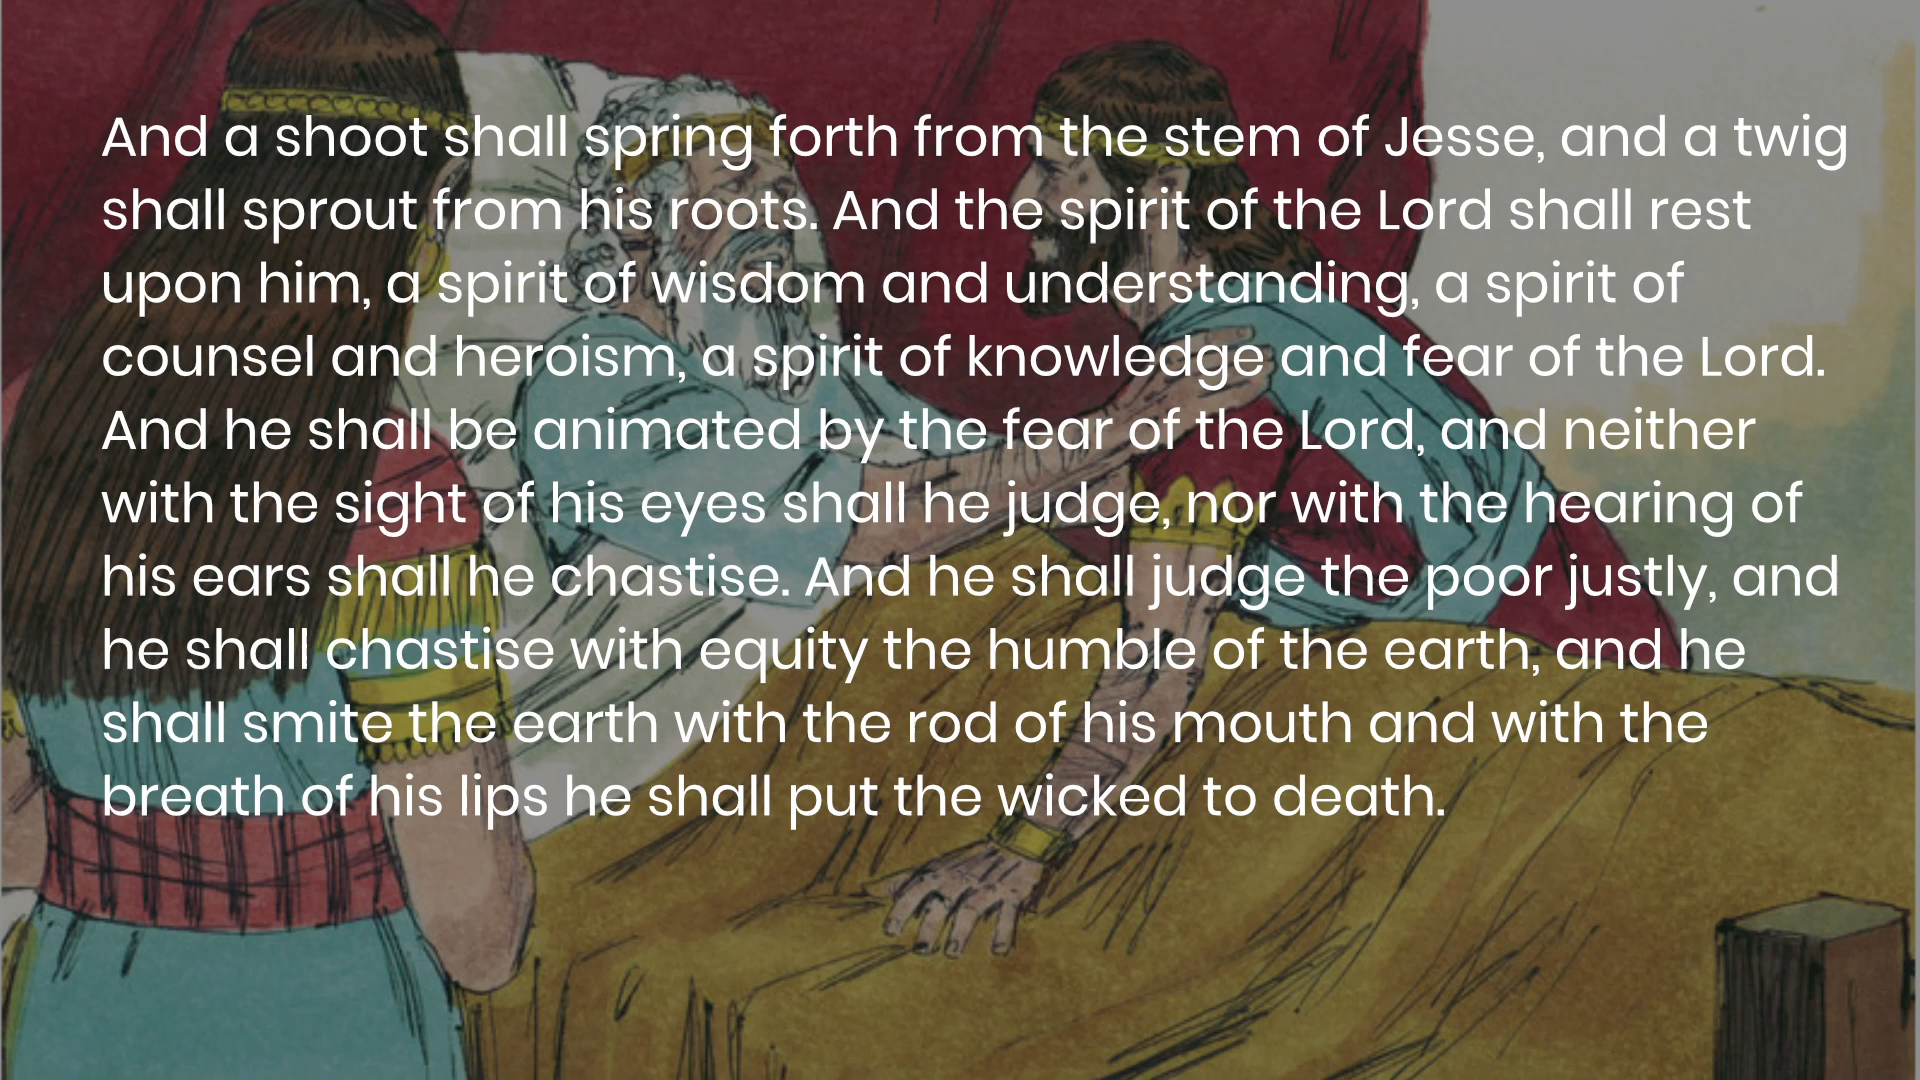 And a shoot shall spring forth from the stem of Jesse, and a twig
shall sprout from his roots. And the spirit of the Lord shall rest
upon him, a spirit of wisdom and understanding, a spirit of
counsel and heroism, a spirit of knowledge and fear of the Lord.
And he shall be animated by the fear of the Lord, and neither
with the sight of his eyes shall he judge, nor with the hearing of
his ears shall he chastise. And he shall judge the poor justly, and
he shall chastise with equity the humble of the earth, and he
shall smite the earth with the rod of his mouth and with the
breath of his lips he shall put the wicked to death.